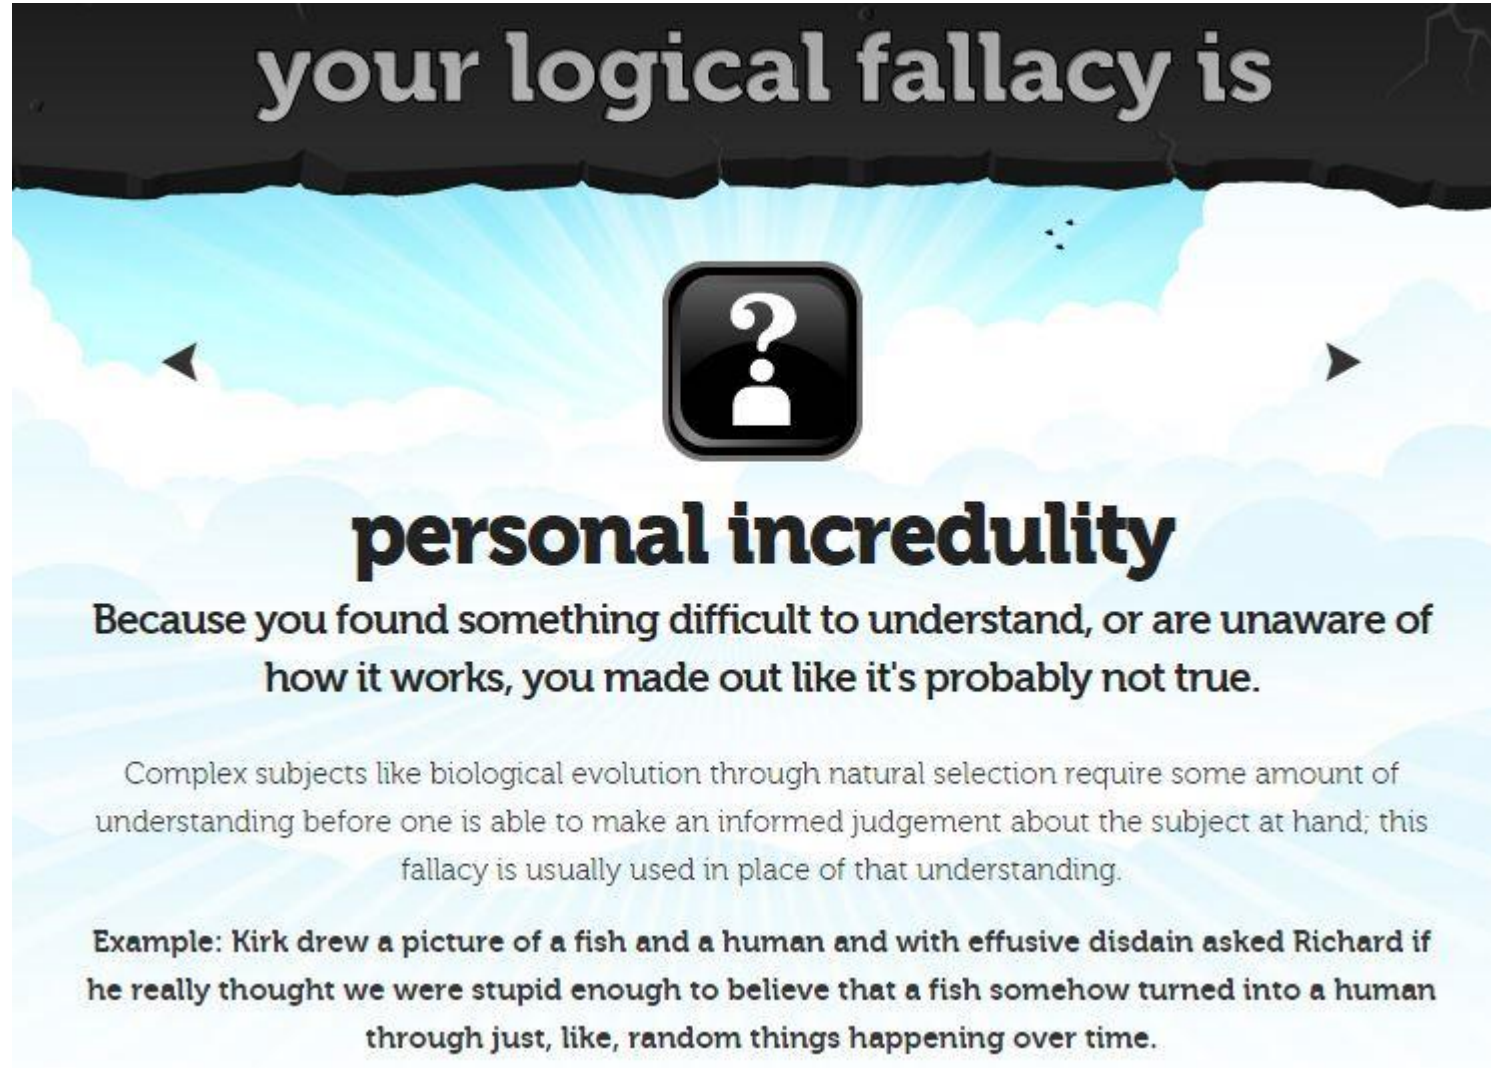 your logical fallacy is
?
personal incredulity
Because you found something difficult to understand, or are unaware of
how it works, you made out like it's probably not true.
Complex subjects like biological evolution through natural selection require some amount of
understanding before one is able to make an informed judgement about the subject at hand; this
fallacy is usually used in place of that understanding.
Example: Kirk drew a picture of a fish and a human and with effusive disdain asked Richard if
he really thought we were stupid enough to believe that a fish somehow turned into a human
through just, like, random things happening over time.